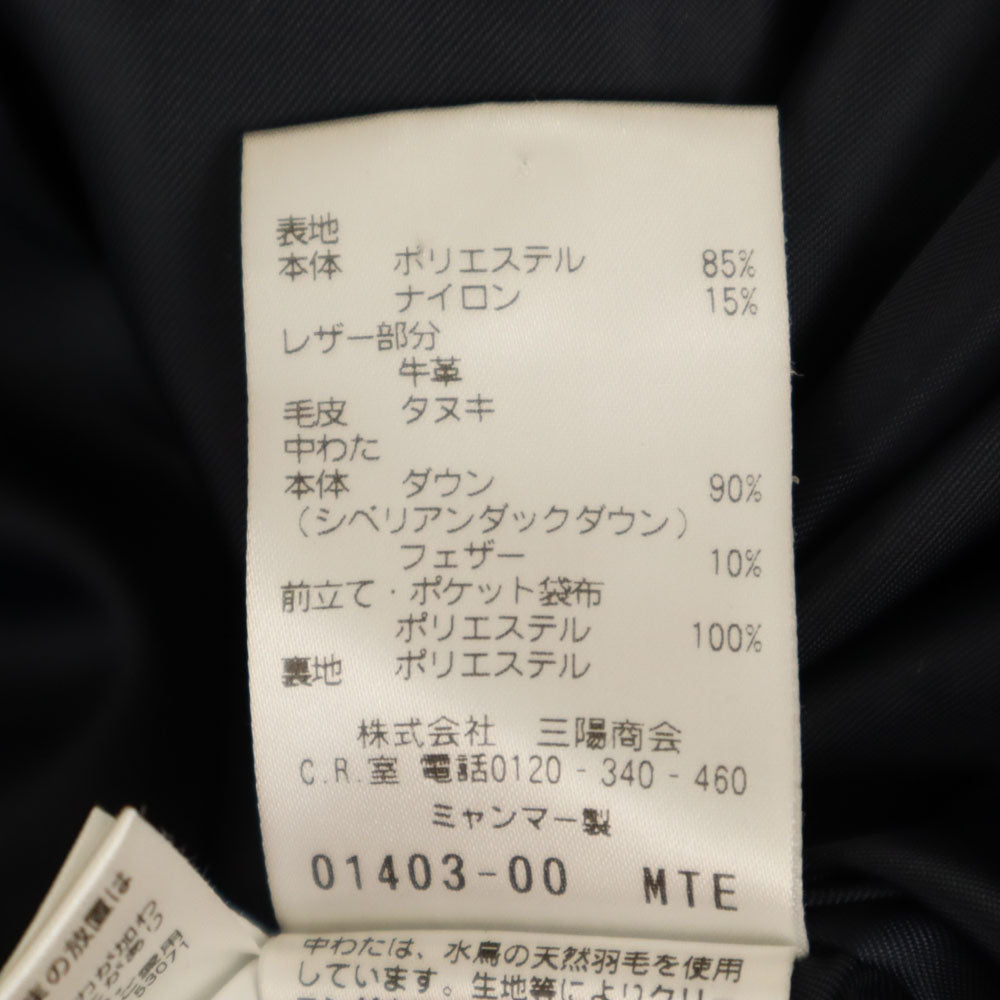 表地
本体 ポリエステル 85%
ナイロン 15%
レザー部分
牛革
毛皮 タヌキ
中わた
本体 ダウン 90%
(シベリアンダックダウン)
フェザー 10%
前立て・ポケット袋布
ポリエステル 100%
裏地 ポリエステル
株式会社 三陽商会
C.R.室 電話0120-340-460
ミャンマー製
01403-00 MTE
中わたは、水鳥の天然羽毛を使用
しています。生地等によりクリー
の放置は